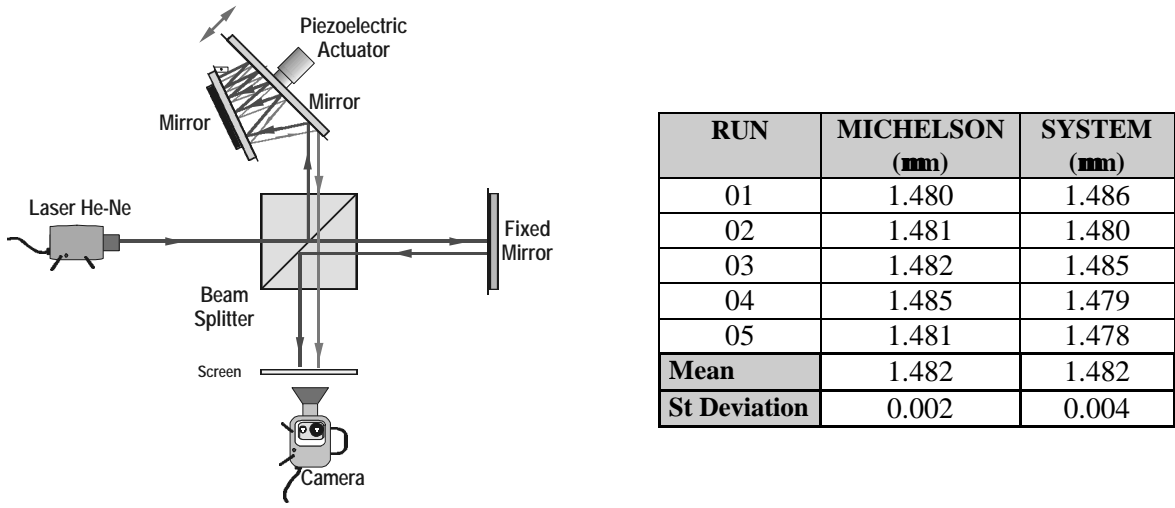 Piezoelectric
Actuator
Mirror
Mirror
Laser He-Ne
Fixed
Mirror
Beam
Splitter
Screen
Camera
RUN MICHELSON SYSTEM
(mm) (mm)
01 1.480 1.486
02 1.481 1.480
03 1.482 1.485
04 1.485 1.479
05 1.481 1.478
Mean 1.482 1.482
St Deviation 0.002 0.004